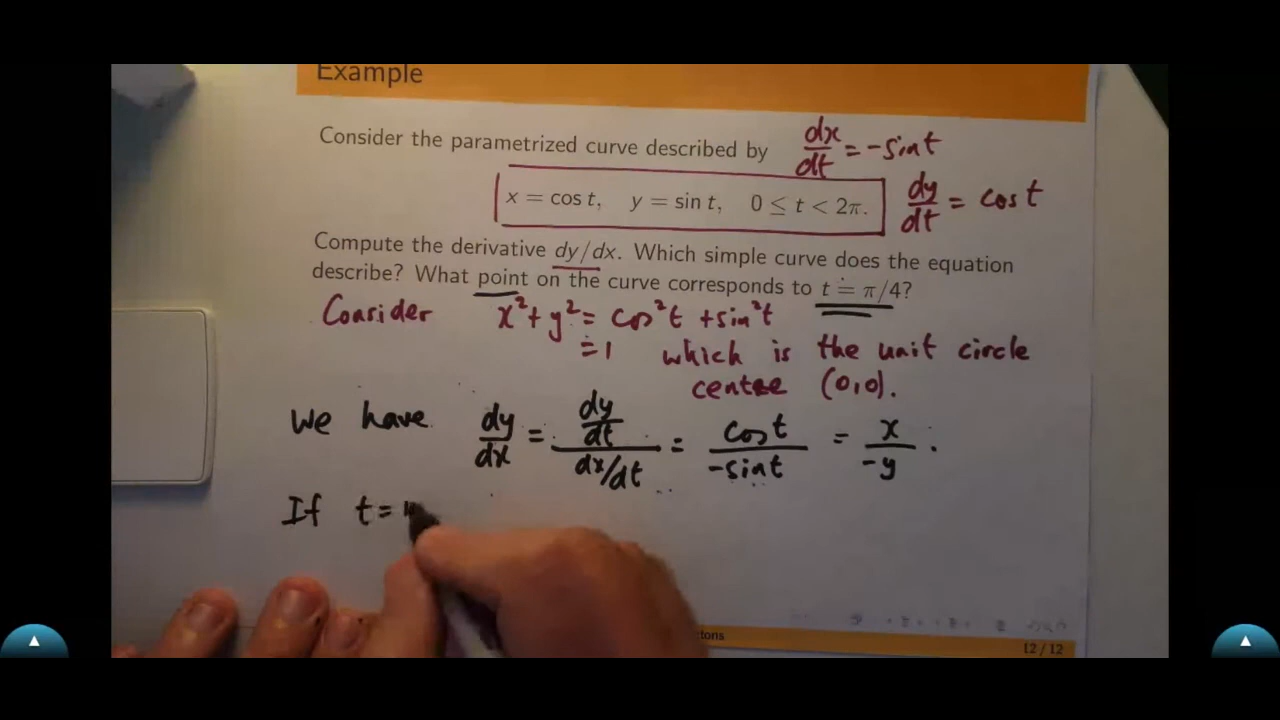 Example
Consider the parametrized curve described by
dx/dt = -sin t
x = cos t, y = sin t, 0 ≤ t < 2π.
dy/dt = cos t
Compute the derivative dy/dx. Which simple curve does the equation
describe? What point on the curve corresponds to t = π/4?
Consider x² + y² = cos²t + sin²t
= 1 which is the unit circle
centre (0,0).
We have dy/dx = (dy/dt)/(dx/dt) = cos t/-sin t = x/-y.
If t =
12 / 12